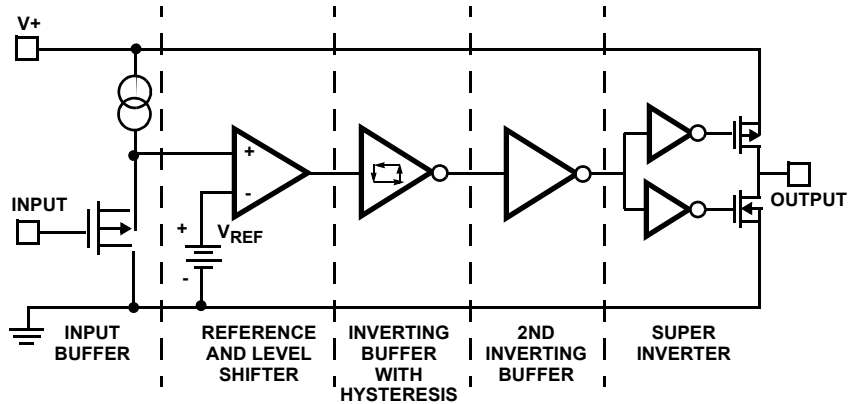 V+
+
-
INPUT
+
VREF
-
OUTPUT
INPUT
BUFFER
REFERENCE
AND LEVEL
SHIFTER
INVERTING
BUFFER
WITH
HYSTERESIS
2ND
INVERTING
BUFFER
SUPER
INVERTER